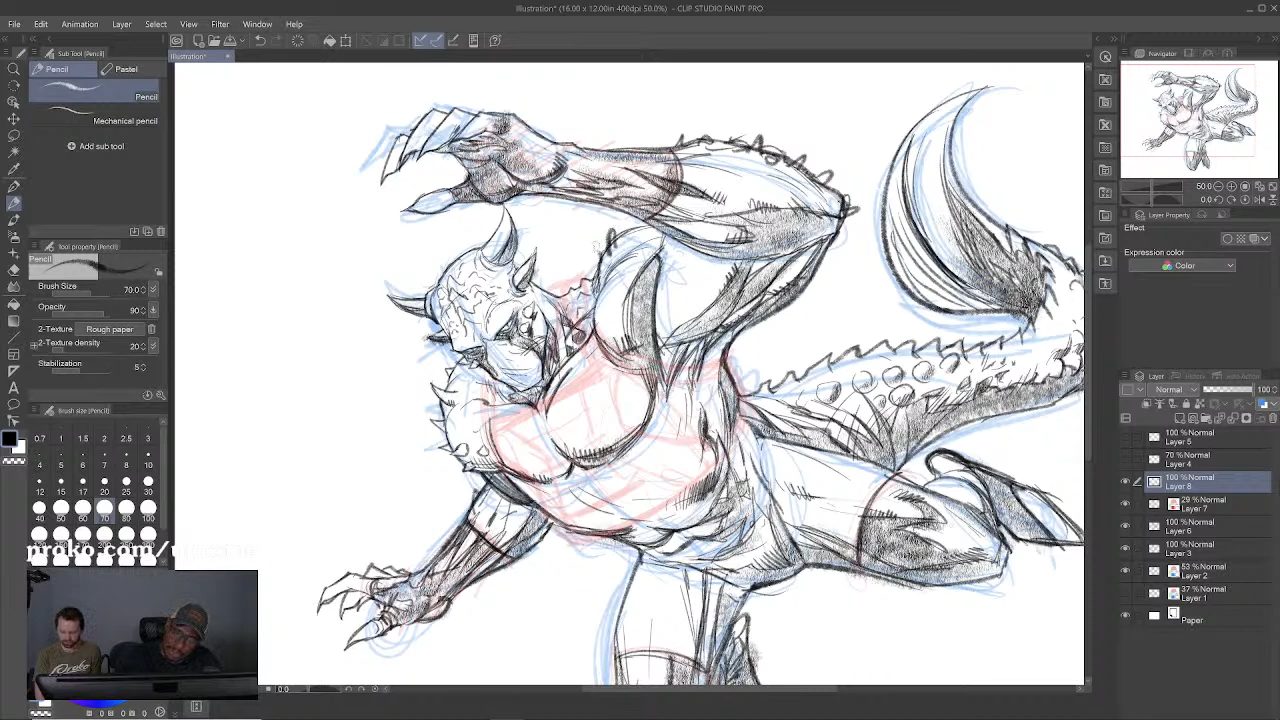 Illustration* (16.00 x 12.00in 400dpi 50.0%) - CLIP STUDIO PAINT PRO
File Edit Animation Layer Select View Filter Window Help
Illustration*
Sub Tool [Pencil]
Pencil Pastel
Pencil
Mechanical pencil
Add sub tool
Tool property [Pencil]
Pencil
Brush Size 70.0
Opacity 90
2-Texture Rough paper
2-Texture density 20
Stabilization 5
Brush size [Pencil]
0.7 1 1.5 2 2.5 3
4 5 6 7 8 10
12 15 17 20 25 30
40 50 60 70 80 100
proko.com/
Proko
0.0
Navigator
50.0
0.0
Layer Property
Effect
Expression color
Color
Layer
Normal 100
100 % Normal
Layer 5
70 % Normal
Layer 4
100 % Normal
Layer 8
29 % Normal
Layer 7
100 % Normal
Layer 6
100 % Normal
Layer 3
53 % Normal
Layer 2
37 % Normal
Layer 1
Paper